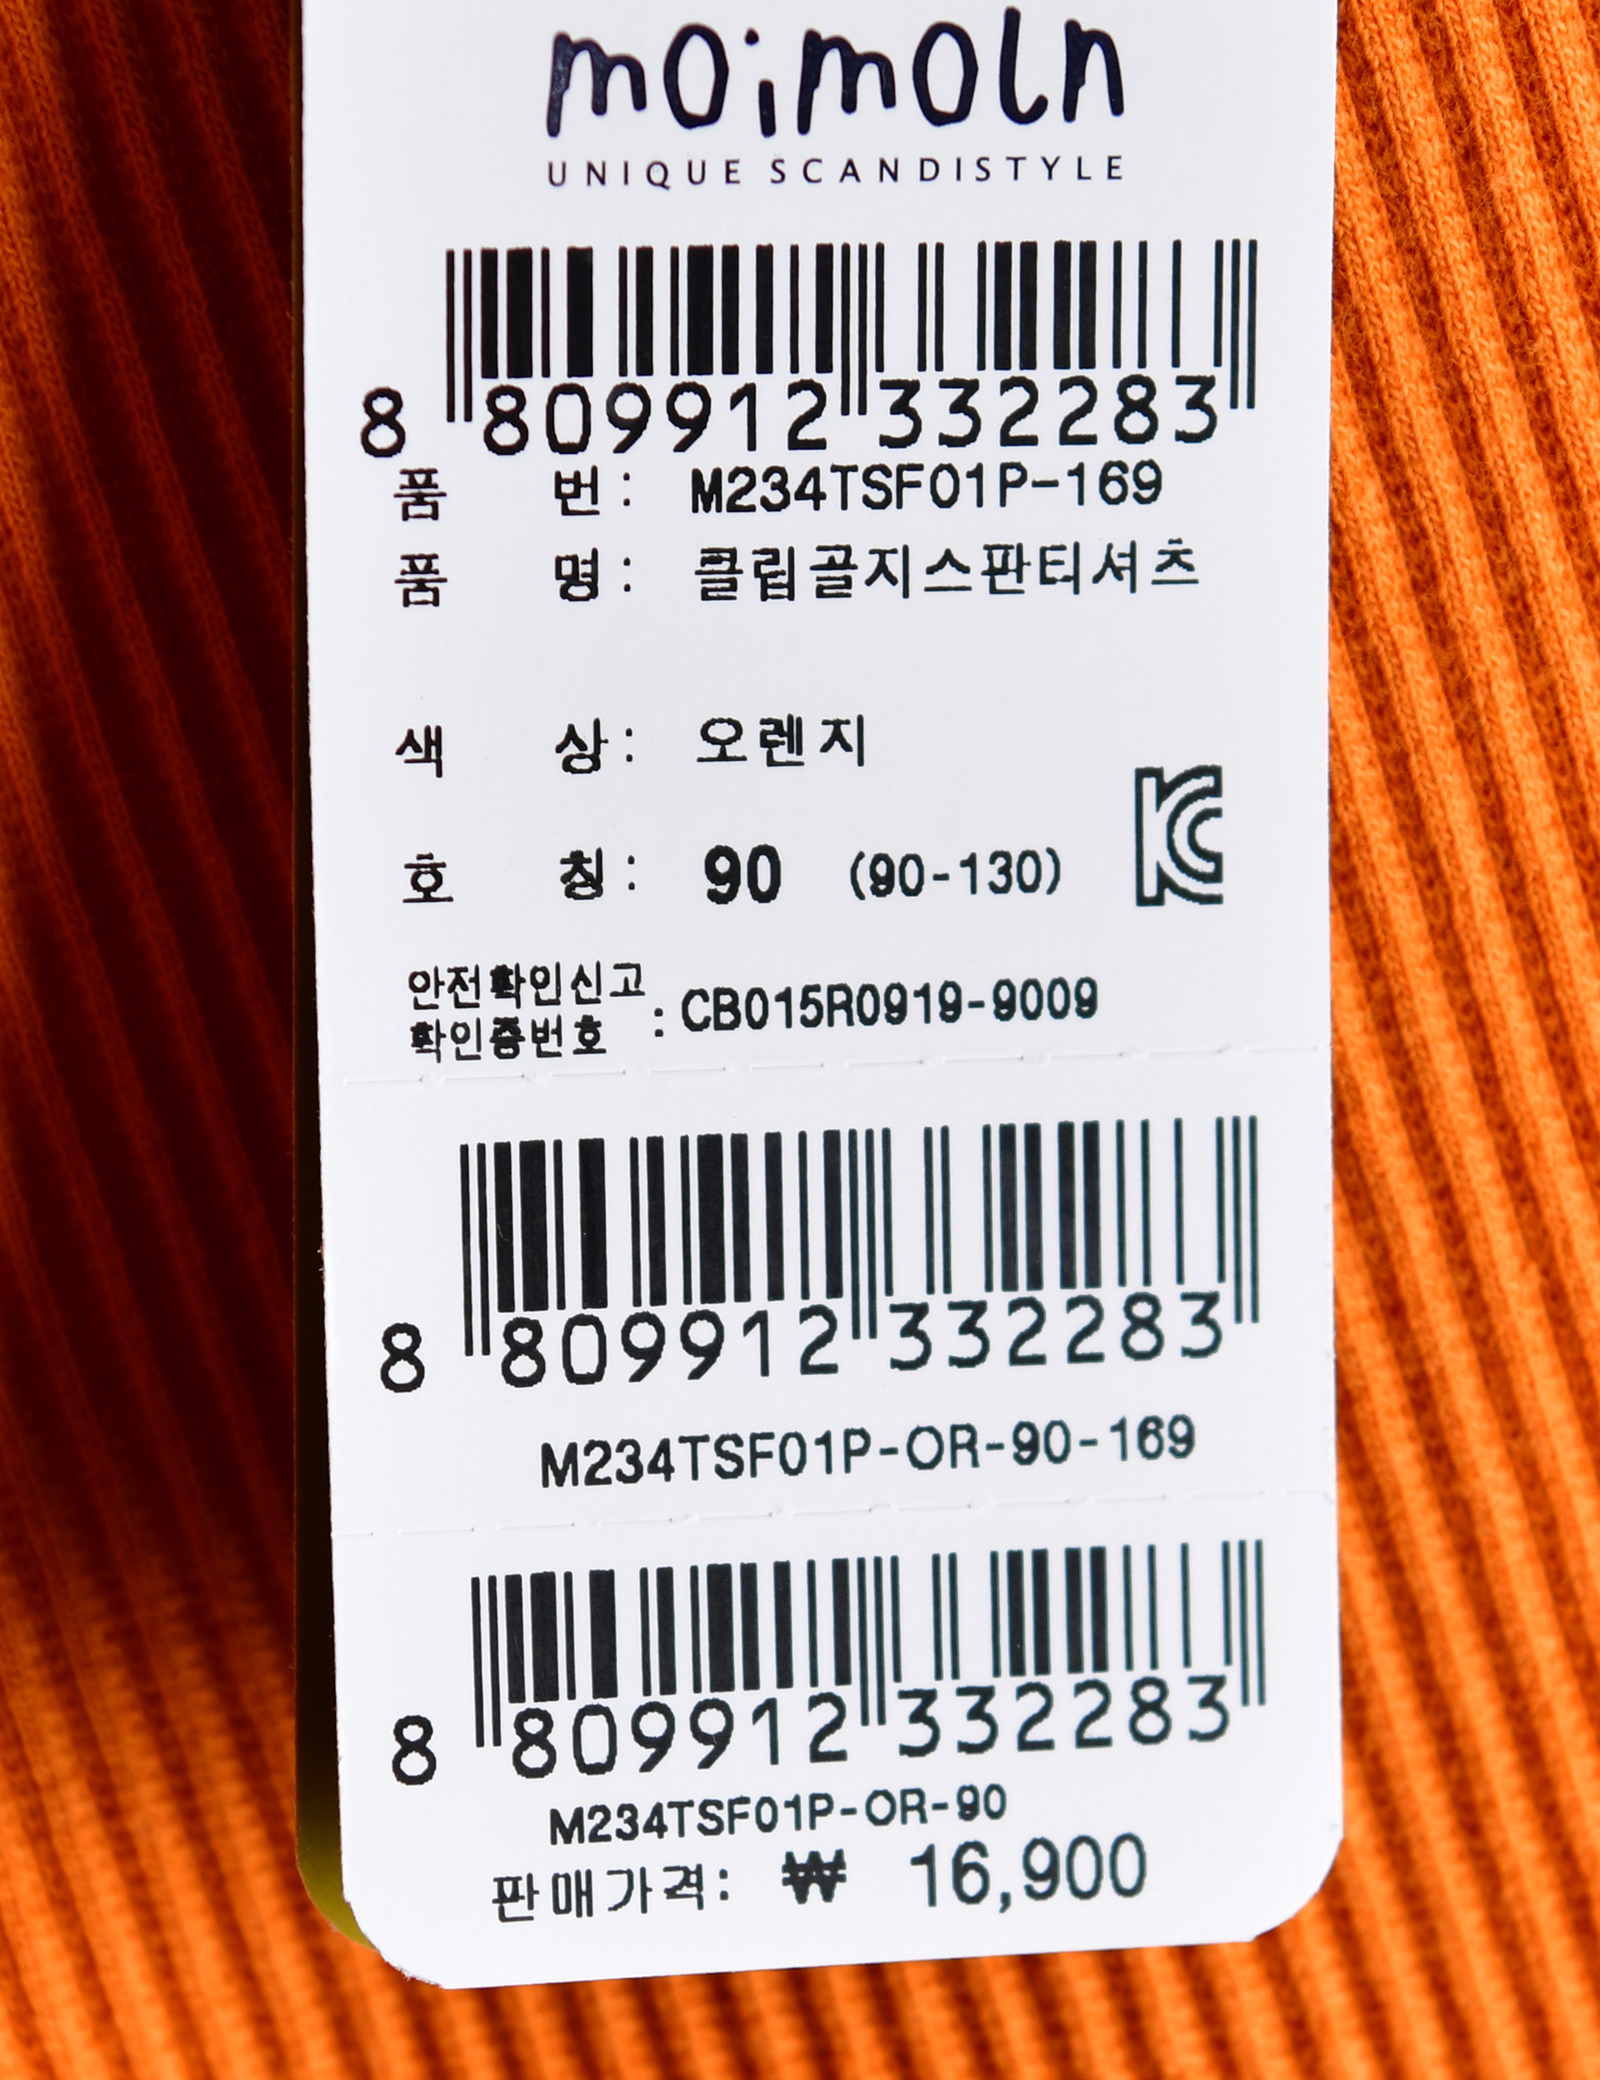 moimoln
UNIQUE SCANDISTYLE
8 809912 332283
품 번: M234TSF01P-169
품 명: 클립골지스판티셔츠
색 상: 오렌지
호 칭: 90 (90-130)
안전확인신고
확인증번호 : CB015R0919-9009
8 809912 332283
M234TSF01P-OR-90-169
8 809912 332283
M234TSF01P-OR-90
판매가격: ₩ 16,900